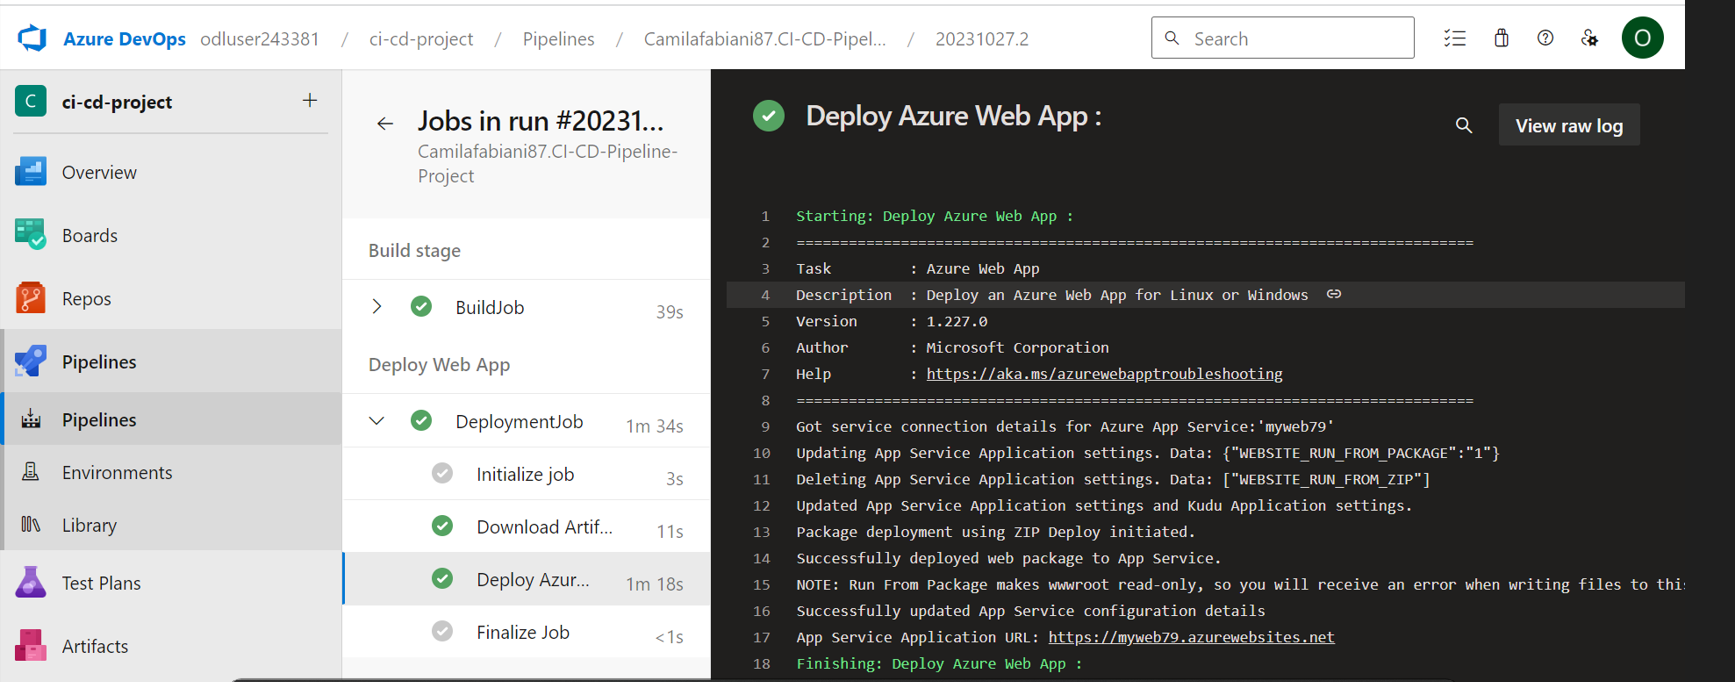 Azure DevOps odluser243381 / ci-cd-project / Pipelines / Camilafabiani87.CI-CD-Pipel... / 20231027.2
Search
O
C ci-cd-project +
Overview
Boards
Repos
Pipelines
Pipelines
Environments
Library
Test Plans
Artifacts
Jobs in run #20231...
Camilafabiani87.CI-CD-Pipeline-
Project
Build stage
BuildJob 39s
Deploy Web App
DeploymentJob 1m 34s
Initialize job 3s
Download Artif... 11s
Deploy Azur... 1m 18s
Finalize Job <1s
Deploy Azure Web App :
View raw log
1 Starting: Deploy Azure Web App :
2 ==============================================================================
3 Task : Azure Web App
4 Description : Deploy an Azure Web App for Linux or Windows
5 Version : 1.227.0
6 Author : Microsoft Corporation
7 Help : https://aka.ms/azurewebapptroubleshooting
8 ==============================================================================
9 Got service connection details for Azure App Service:'myweb79'
10 Updating App Service Application settings. Data: {"WEBSITE_RUN_FROM_PACKAGE":"1"}
11 Deleting App Service Application settings. Data: ["WEBSITE_RUN_FROM_ZIP"]
12 Updated App Service Application settings and Kudu Application settings.
13 Package deployment using ZIP Deploy initiated.
14 Successfully deployed web package to App Service.
15 NOTE: Run From Package makes wwwroot read-only, so you will receive an error when writing files to this
16 Successfully updated App Service configuration details
17 App Service Application URL: https://myweb79.azurewebsites.net
18 Finishing: Deploy Azure Web App :